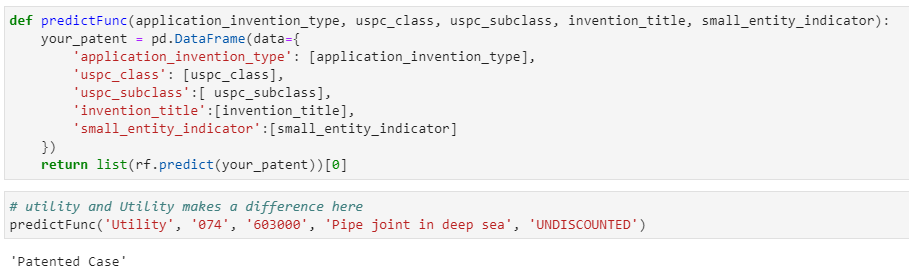 def predictFunc(application_invention_type, uspc_class, uspc_subclass, invention_title, small_entity_indicator):
    your_patent = pd.DataFrame(data={
        'application_invention_type': [application_invention_type],
        'uspc_class': [uspc_class],
        'uspc_subclass':[ uspc_subclass],
        'invention_title':[invention_title],
        'small_entity_indicator':[small_entity_indicator]
    })
    return list(rf.predict(your_patent))[0]
# utility and Utility makes a difference here
predictFunc('Utility', '074', '603000', 'Pipe joint in deep sea', 'UNDISCOUNTED')
'Patented Case'